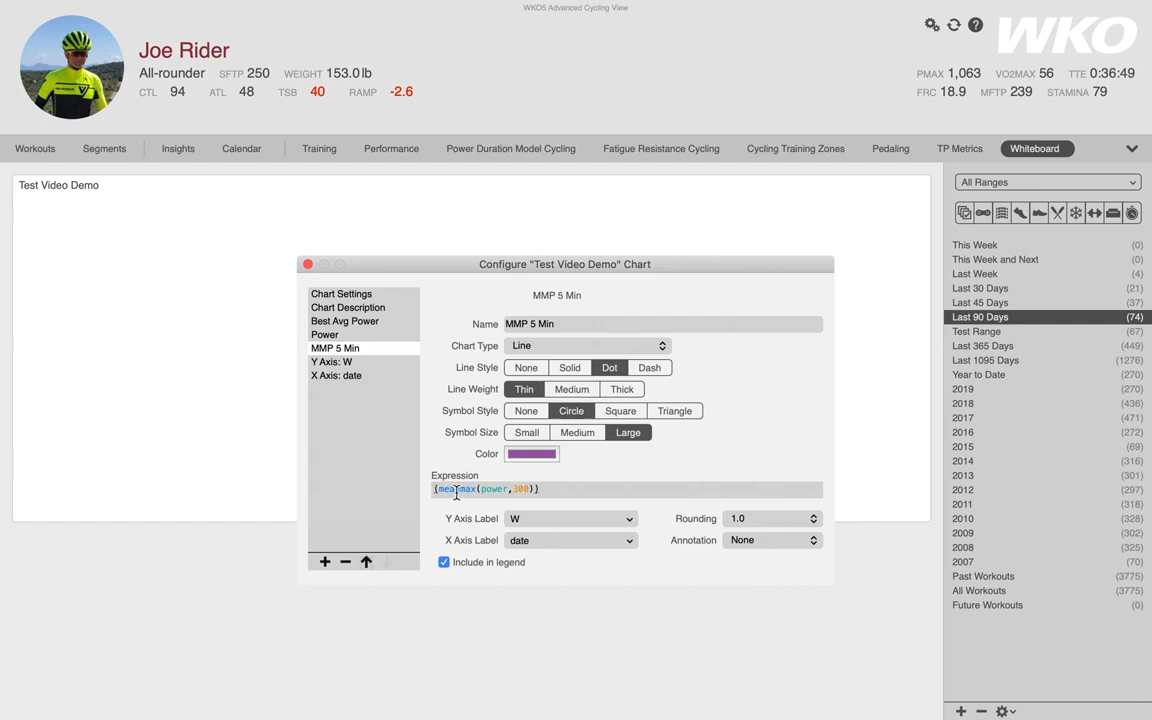 WKO5 Advanced Cycling View
Joe Rider
All-rounder SFTP 250 WEIGHT 153.0 lb
CTL 94 ATL 48 TSB 40 RAMP -2.6
WKO
PMAX 1,063 VO2MAX 56 TTE 0:36:49
FRC 18.9 MFTP 239 STAMINA 79
Workouts Segments Insights Calendar Training Performance Power Duration Model Cycling Fatigue Resistance Cycling Cycling Training Zones Pedaling TP Metrics Whiteboard
Test Video Demo
Configure "Test Video Demo" Chart
Chart Settings
Chart Description
Best Avg Power
Power
MMP 5 Min
Y Axis: W
X Axis: date
MMP 5 Min
Name MMP 5 Min
Chart Type Line
Line Style None Solid Dot Dash
Line Weight Thin Medium Thick
Symbol Style None Circle Square Triangle
Symbol Size Small Medium Large
Color
Expression
(meanmax(power,300))
Y Axis Label W Rounding 1.0
X Axis Label date Annotation None
Include in legend
All Ranges
This Week (0)
This Week and Next (0)
Last Week (4)
Last 30 Days (21)
Last 45 Days (37)
Last 90 Days (74)
Test Range (67)
Last 365 Days (449)
Last 1095 Days (1276)
Year to Date (270)
2019 (270)
2018 (436)
2017 (471)
2016 (272)
2015 (69)
2014 (316)
2013 (301)
2012 (297)
2011 (318)
2010 (328)
2009 (302)
2008 (325)
2007 (70)
Past Workouts (3775)
All Workouts (3775)
Future Workouts (0)